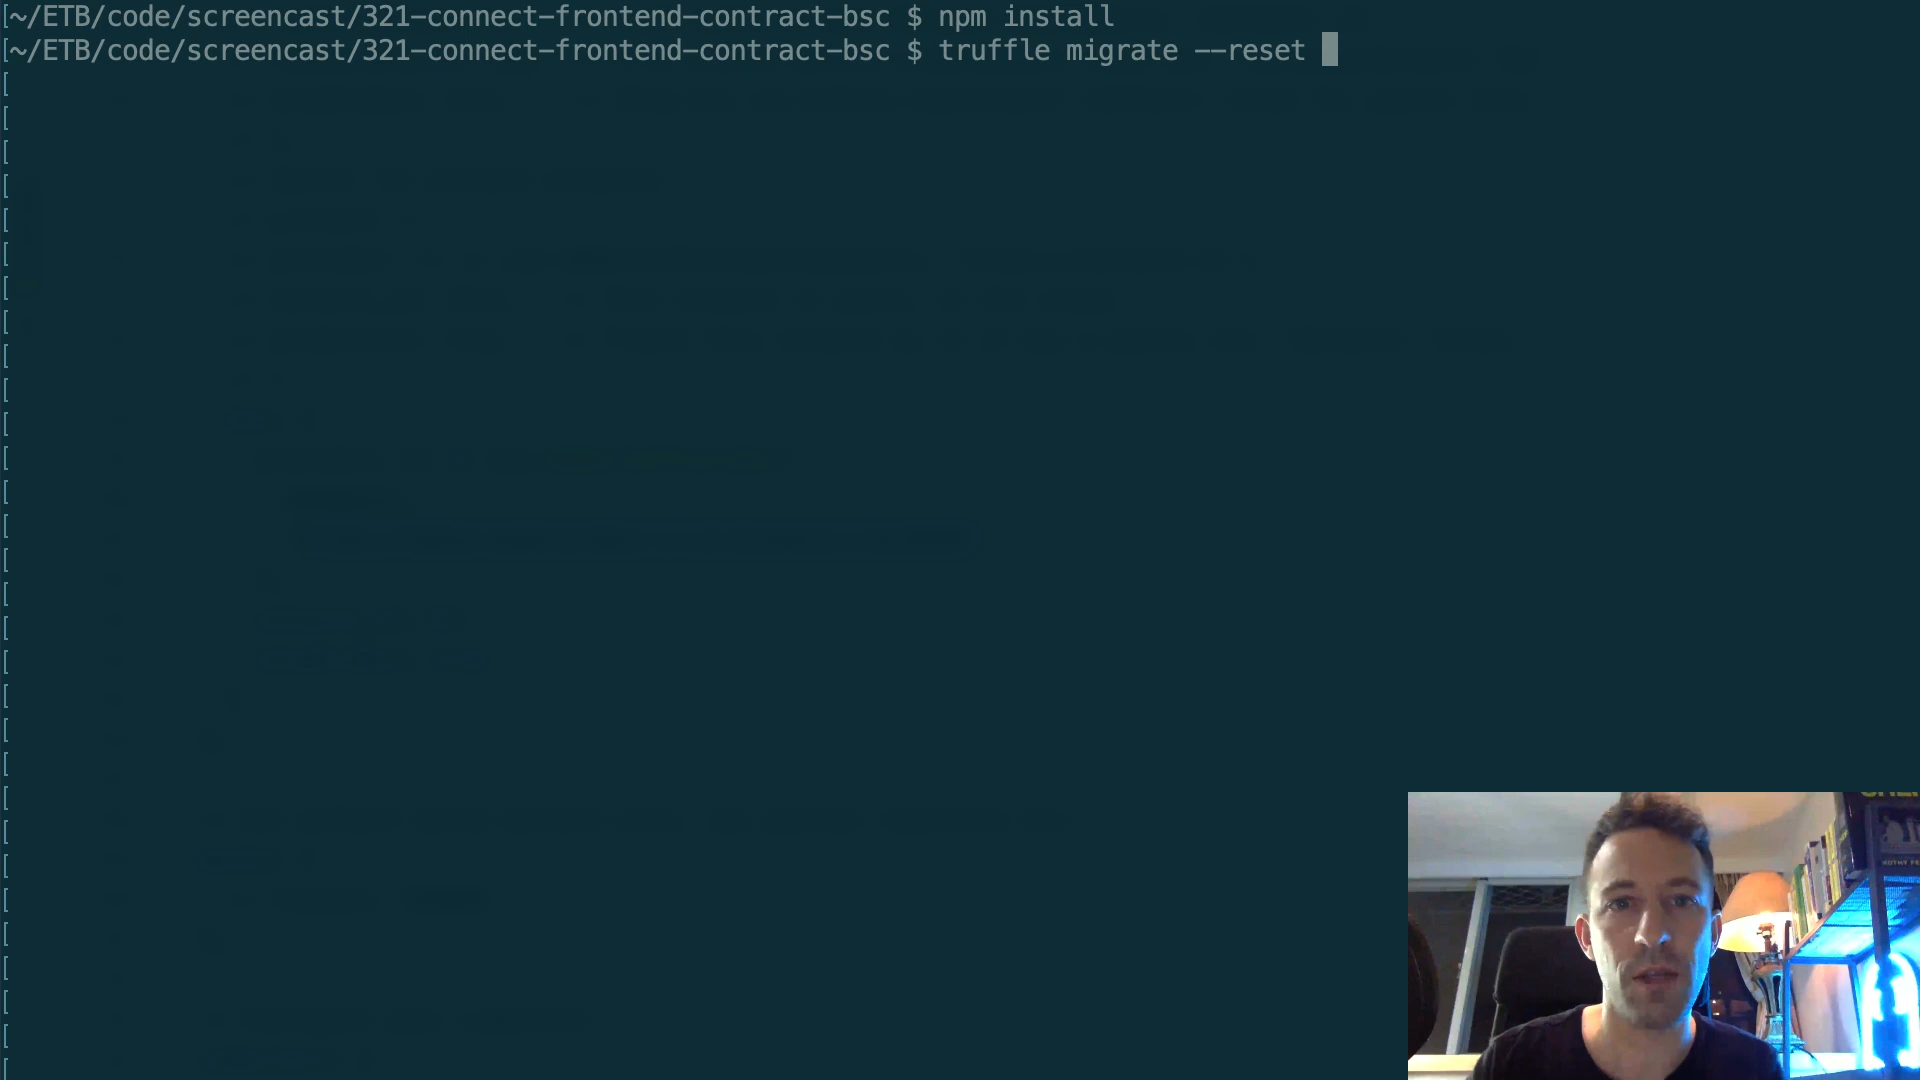 [~/ETB/code/screencast/321-connect-frontend-contract-bsc $ npm install
[~/ETB/code/screencast/321-connect-frontend-contract-bsc $ truffle migrate --reset